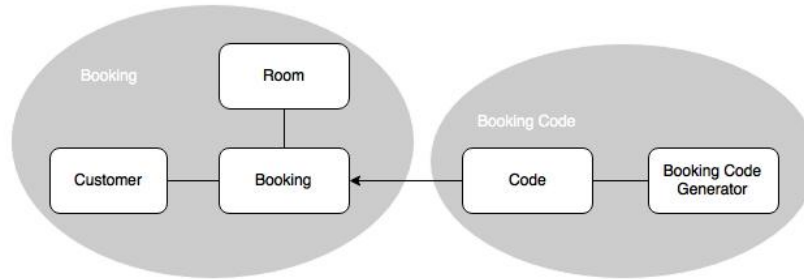 Booking
Room
Customer
Booking
Booking Code
Code
Booking Code
Generator